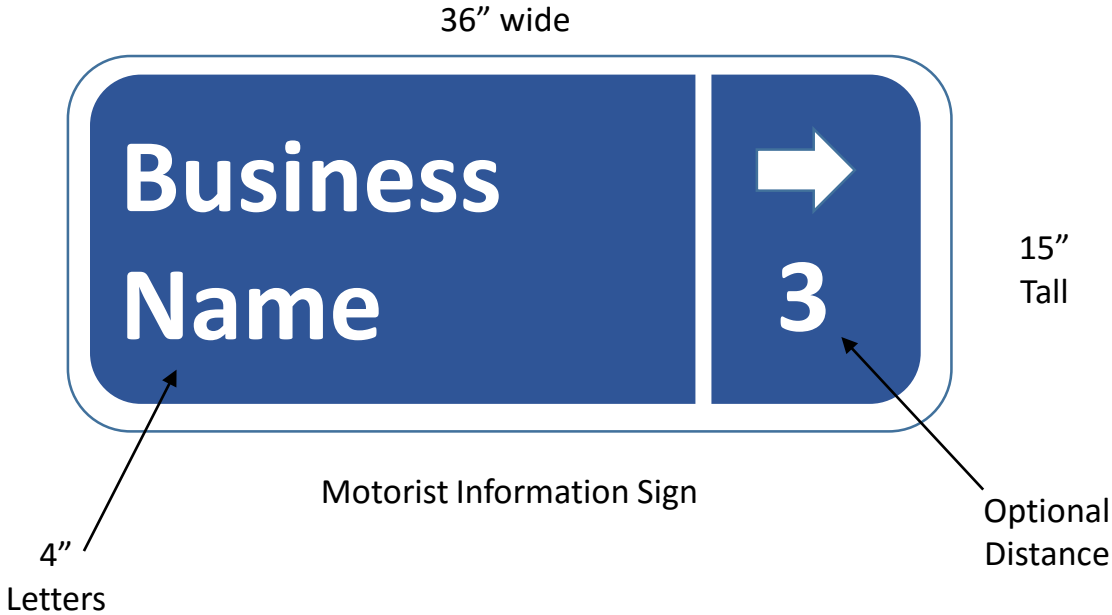 36” wide
Business
Name
3
15”
Tall
Motorist Information Sign
4”
Letters
Optional
Distance